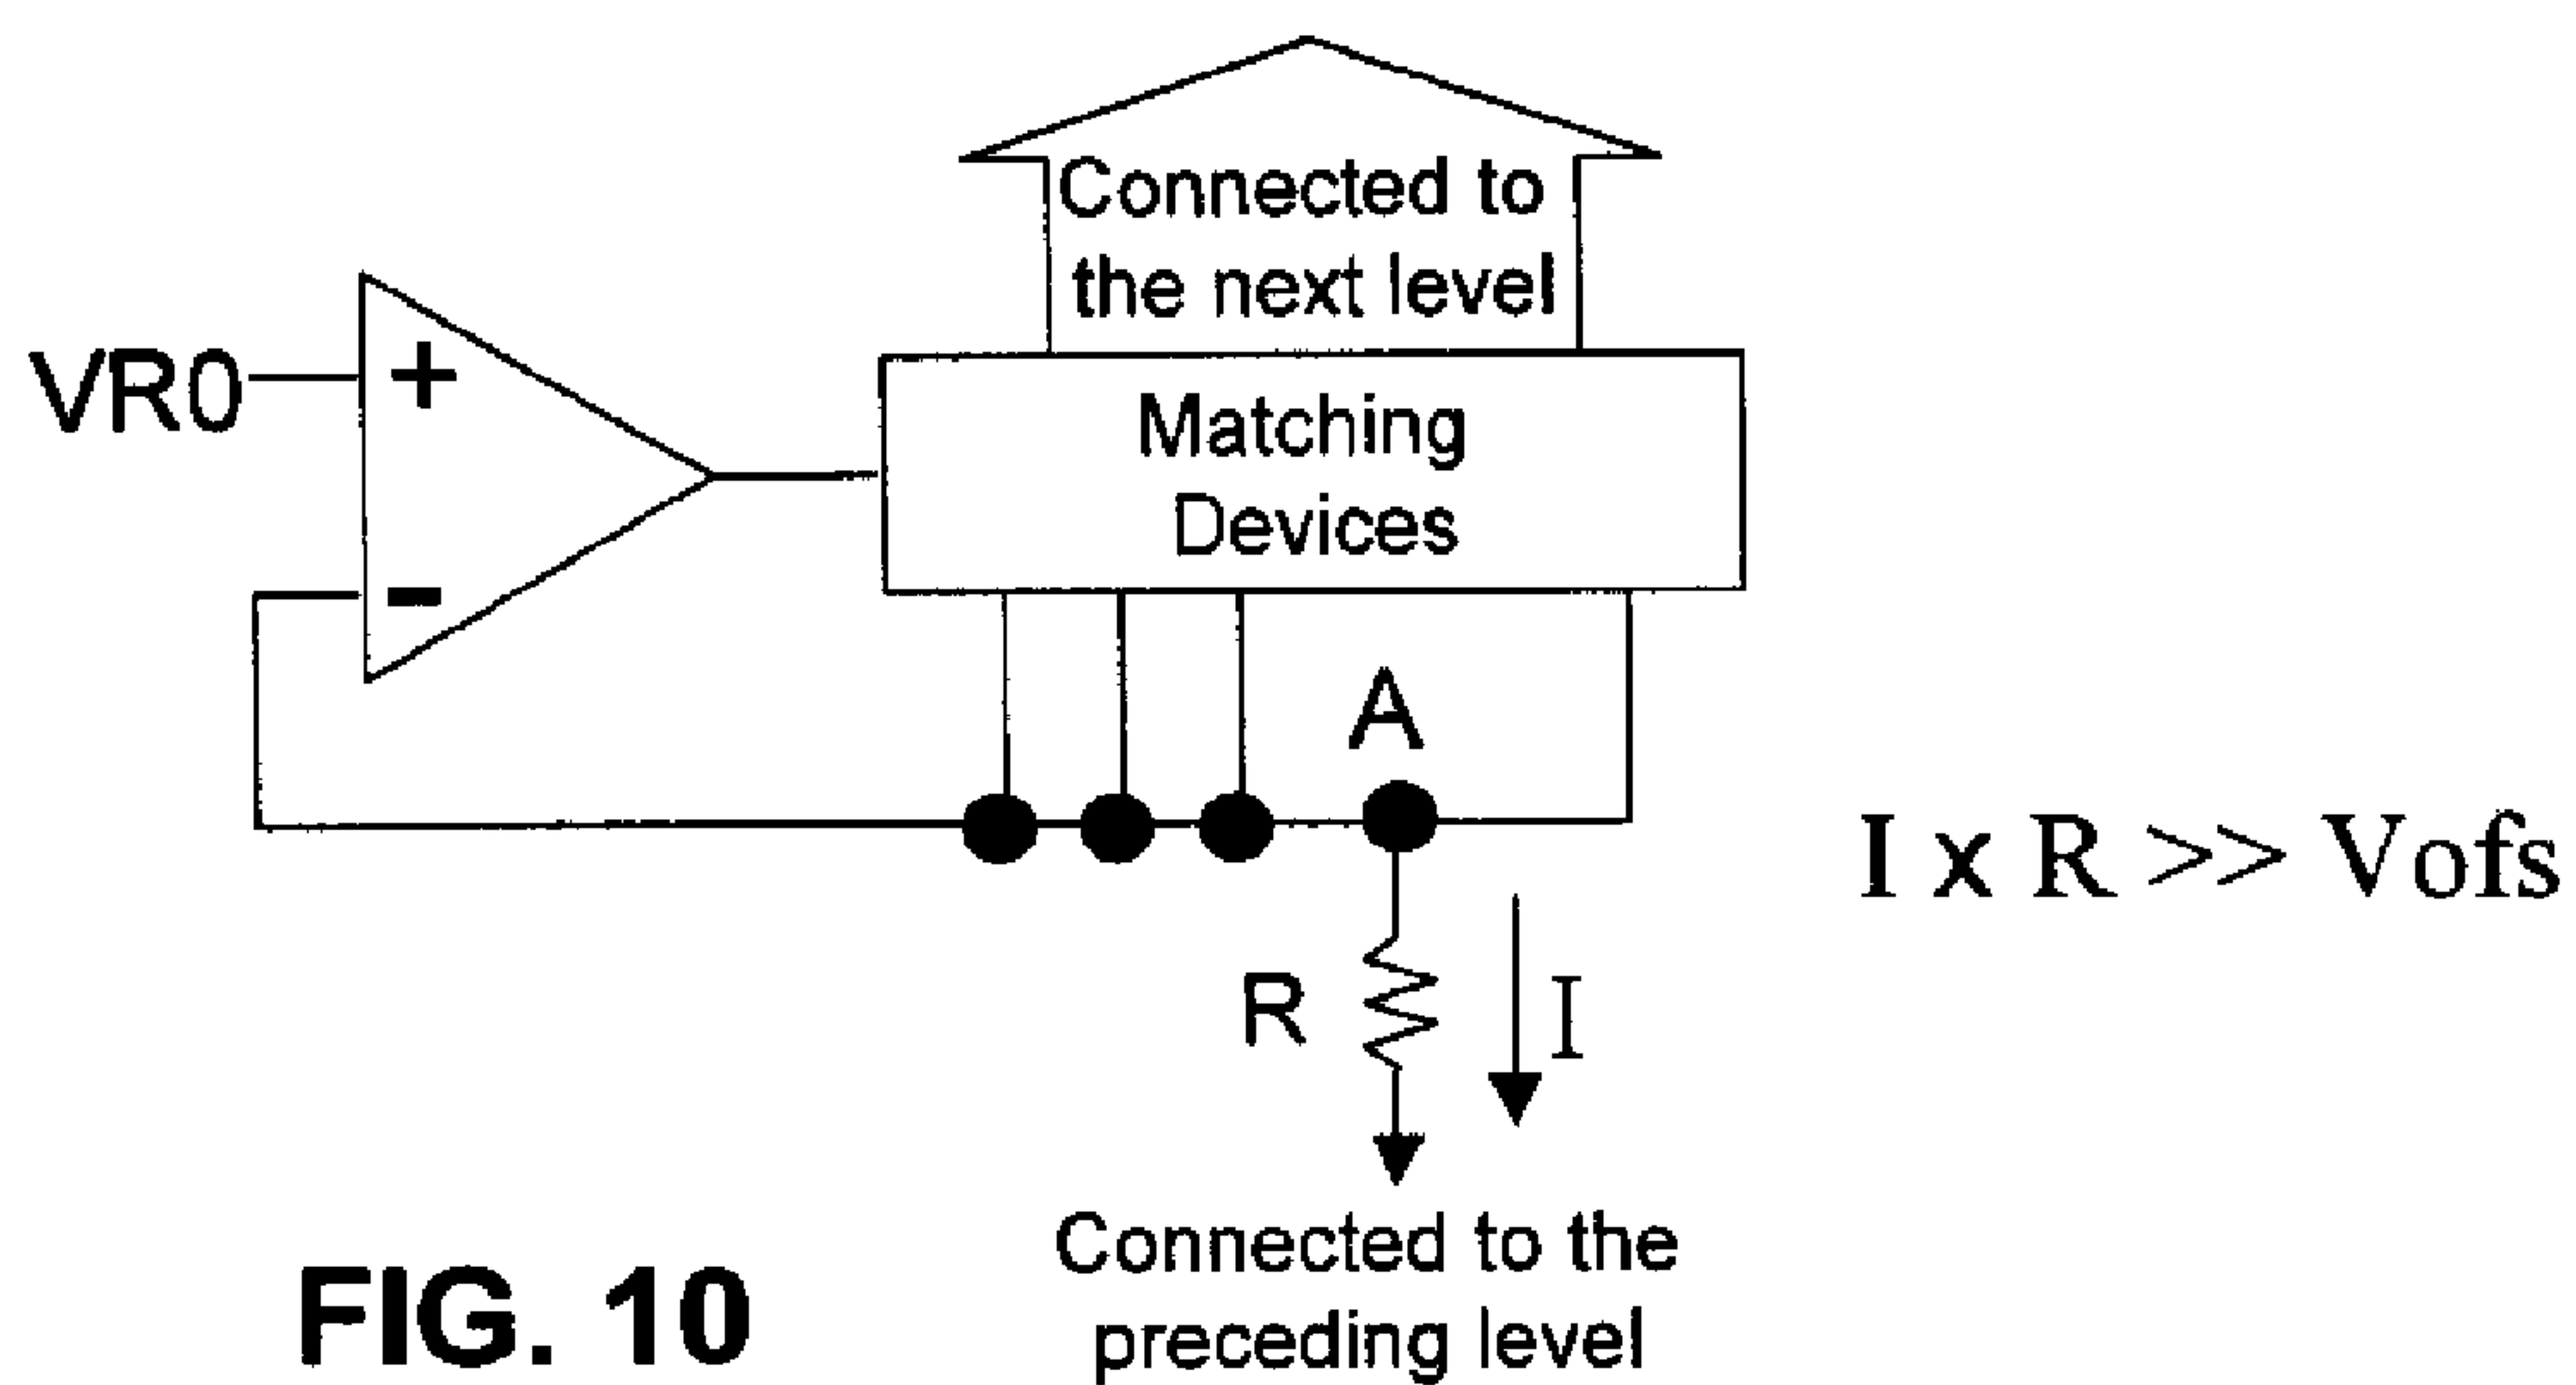 Connected to
the next level
VR0
+
Matching
Devices
-
A
I x R >> Vofs
R
I
Connected to the
preceding level
FIG. 10